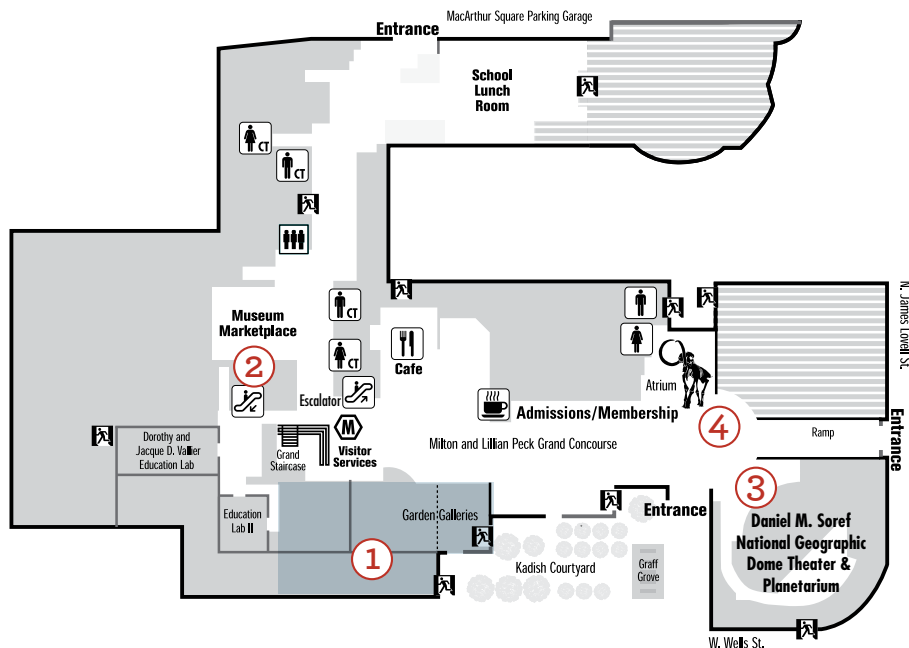 MacArthur Square Parking Garage
Entrance
School
Lunch
Room
CT
CT
N. James Lovell St.
CT
Museum
Marketplace
CT
Cafe
2
Atrium
Escalator
Admissions/Membership
4
M
Visitor
Services
Milton and Lillian Peck Grand Concourse
Ramp
Entrance
Dorothy and
Jacque D. Vallier
Education Lab
Grand
Staircase
3
Education
Lab II
Garden Galleries
Entrance
Daniel M. Soref
National Geographic
Dome Theater &
Planetarium
1
Kadish Courtyard
Graff
Grove
W. Wells St.